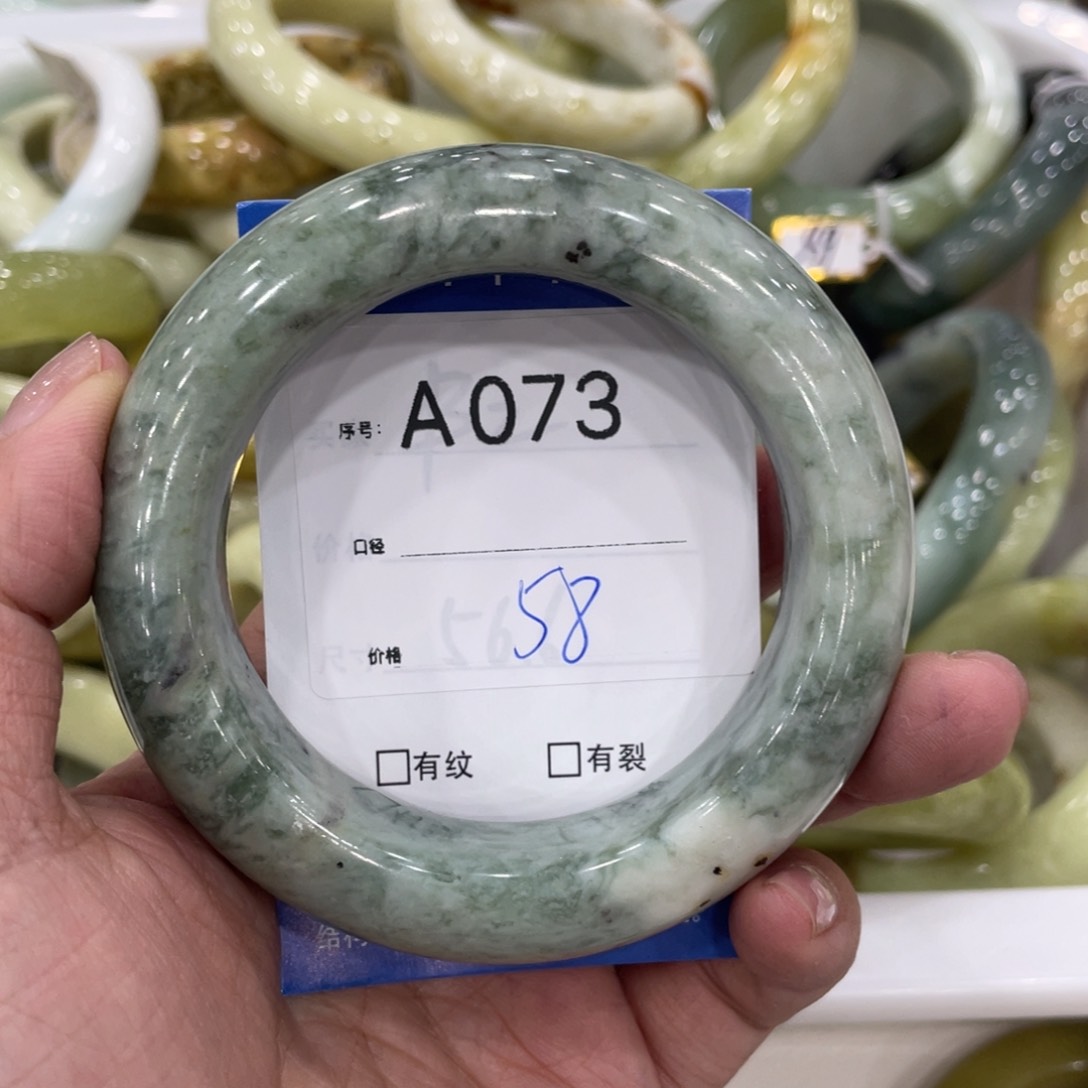 序号: A073
口径
价格 58
□有纹 □有裂